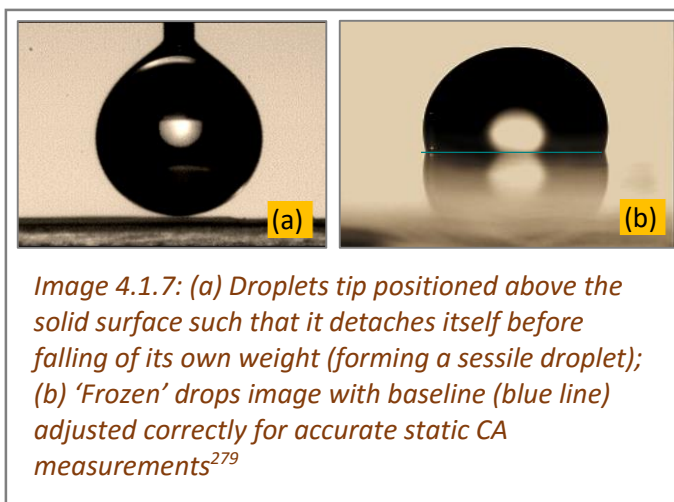 (a)
(b)
Image 4.1.7: (a) Droplets tip positioned above the
solid surface such that it detaches itself before
falling of its own weight (forming a sessile droplet);
(b) ‘Frozen’ drops image with baseline (blue line)
adjusted correctly for accurate static CA
measurements279